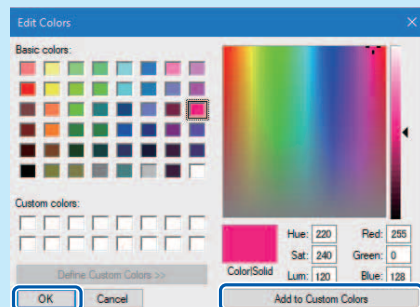 Edit Colors
Basic colors:
Custom colors:
Define Custom Colors >>
OK Cancel
Color|Solid
Hue: 220 Red: 255
Sat: 240 Green: 0
Lum: 120 Blue: 128
Add to Custom Colors